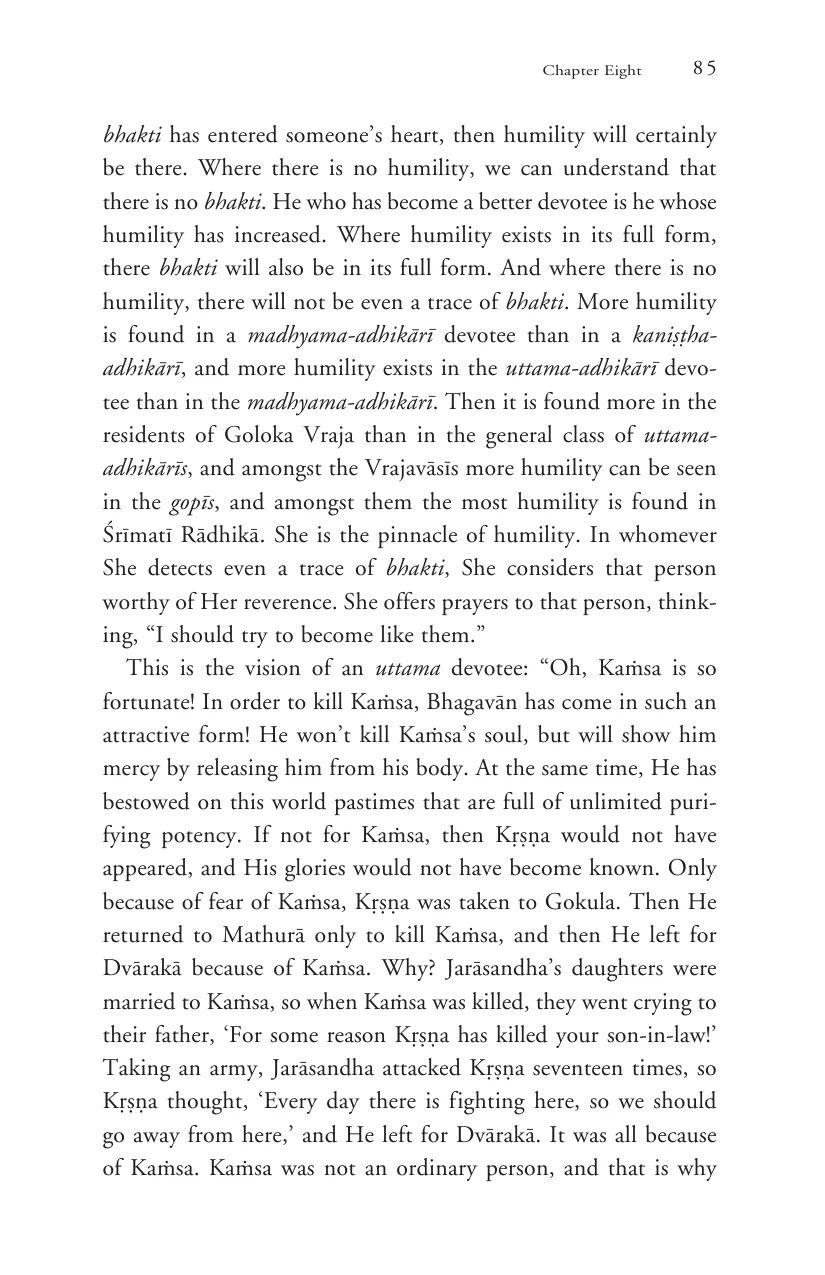 Chapter Eight 85
bhakti has entered someone’s heart, then humility will certainly
be there. Where there is no humility, we can understand that
there is no bhakti. He who has become a better devotee is he whose
humility has increased. Where humility exists in its full form,
there bhakti will also be in its full form. And where there is no
humility, there will not be even a trace of bhakti. More humility
is found in a madhyama-adhikārī devotee than in a kaniṣṭha-
adhikārī, and more humility exists in the uttama-adhikārī devo-
tee than in the madhyama-adhikārī. Then it is found more in the
residents of Goloka Vraja than in the general class of uttama-
adhikārīs, and amongst the Vrajavāsīs more humility can be seen
in the gopīs, and amongst them the most humility is found in
Śrīmatī Rādhikā. She is the pinnacle of humility. In whomever
She detects even a trace of bhakti, She considers that person
worthy of Her reverence. She offers prayers to that person, think-
ing, “I should try to become like them.”
This is the vision of an uttama devotee: “Oh, Kaṁsa is so
fortunate! In order to kill Kaṁsa, Bhagavān has come in such an
attractive form! He won’t kill Kaṁsa’s soul, but will show him
mercy by releasing him from his body. At the same time, He has
bestowed on this world pastimes that are full of unlimited puri-
fying potency. If not for Kaṁsa, then Kṛṣṇa would not have
appeared, and His glories would not have become known. Only
because of fear of Kaṁsa, Kṛṣṇa was taken to Gokula. Then He
returned to Mathurā only to kill Kaṁsa, and then He left for
Dvārakā because of Kaṁsa. Why? Jarāsandha’s daughters were
married to Kaṁsa, so when Kaṁsa was killed, they went crying to
their father, ‘For some reason Kṛṣṇa has killed your son-in-law!’
Taking an army, Jarāsandha attacked Kṛṣṇa seventeen times, so
Kṛṣṇa thought, ‘Every day there is fighting here, so we should
go away from here,’ and He left for Dvārakā. It was all because
of Kaṁsa. Kaṁsa was not an ordinary person, and that is why